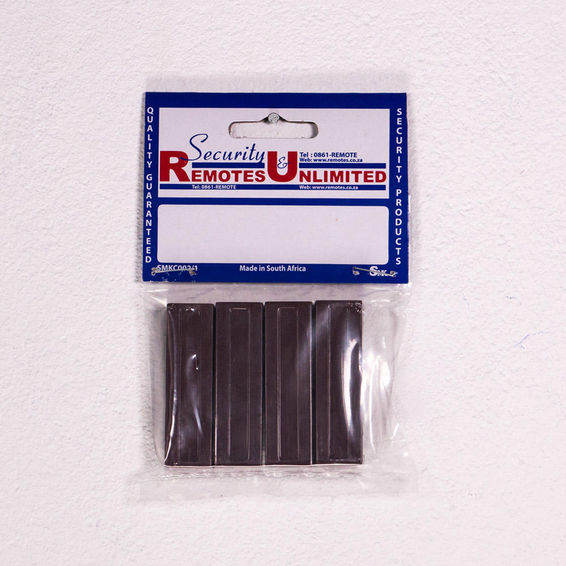 QUALITY GUARANTEED
Security &
REMOTES UNLIMITED
Tel : 0861-REMOTE
Web: www.remotes.co.za
Tel: 0861-REMOTE
Web: www.remotes.co.za
SECURITY PRODUCTS
Made in South Africa